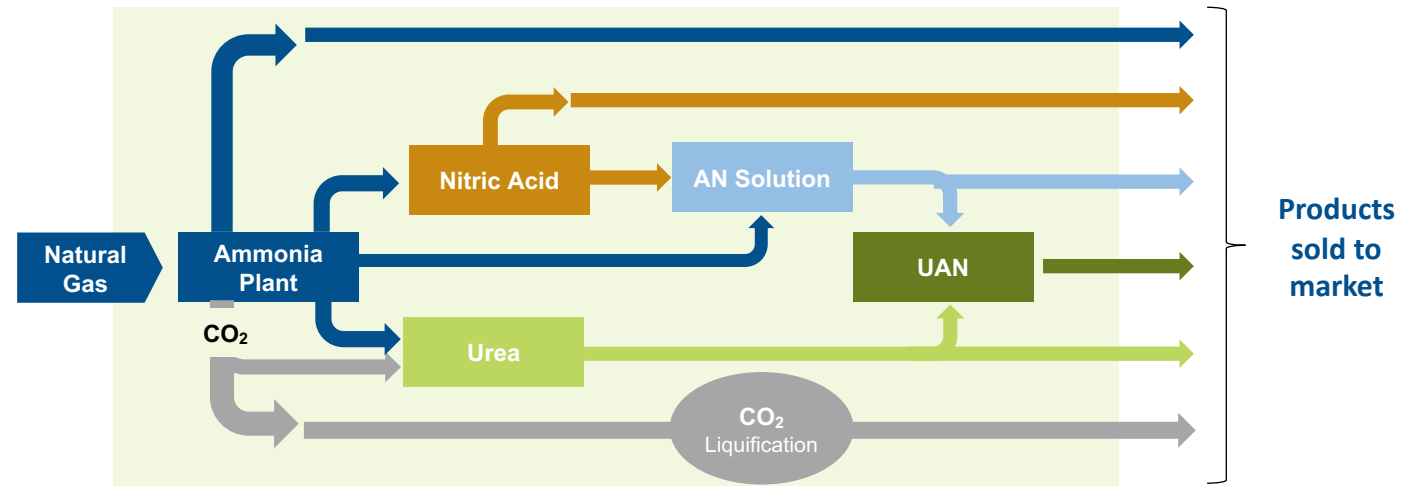 Natural
Gas
Ammonia
Plant
CO₂
Nitric Acid
AN Solution
UAN
Urea
CO₂
Liquification
Products
sold to
market